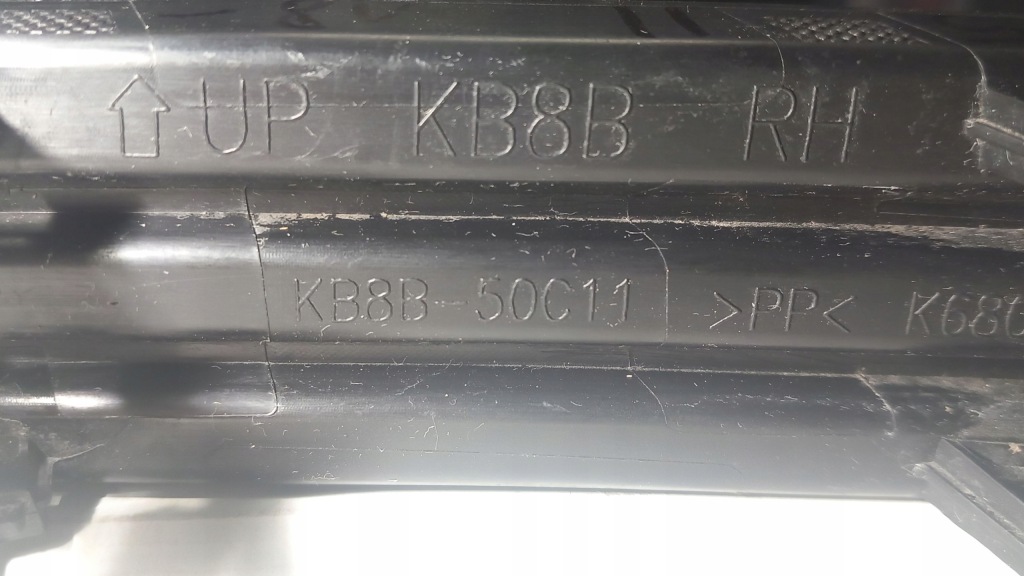 UP KB8B RH
KB8B-50C11 >PP<